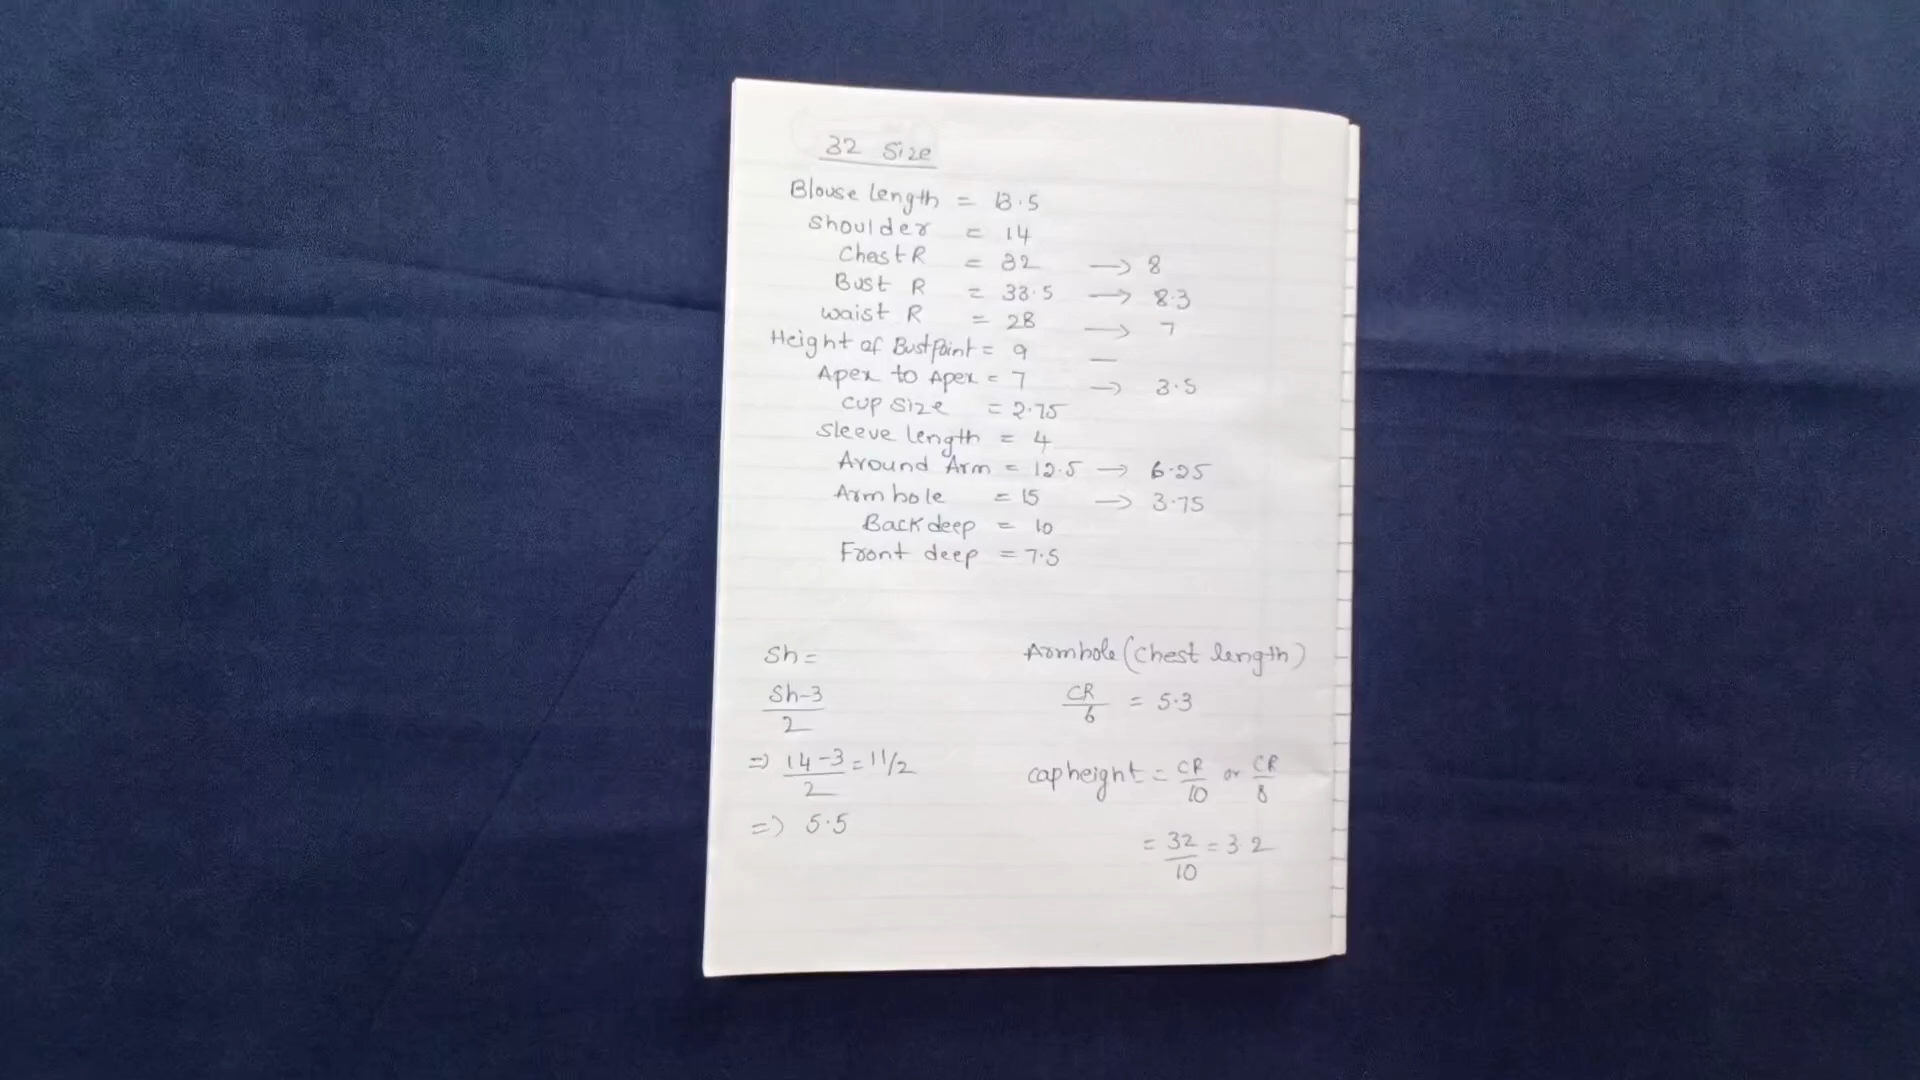 32 Size
Blouse length = 13.5
Shoulder = 14
Chest R = 32 → 8
Bust R = 33.5 → 8.3
waist R = 28 → 7
Height of Bust Point = 9 —
Apex to Apex = 7 → 3.5
cup size = 2.75
Sleeve length = 4
Around Arm = 12.5 → 6.25
Armhole = 15 → 3.75
Back deep = 10
Front deep = 7.5
Sh =
Sh-3
2
⇒ 14-3 = 11/2
2
⇒ 5.5
Armhole (Chest length)
CR = 5.3
6
cap height = CR or CR
10 8
= 32 = 3.2
10